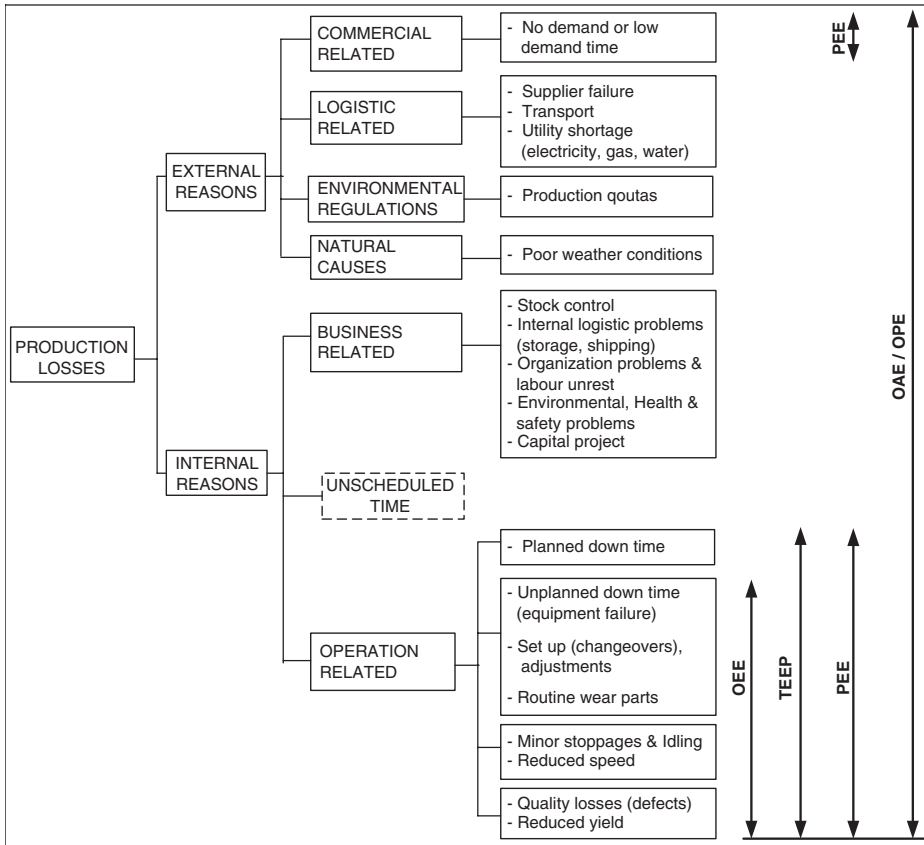 PRODUCTION
LOSSES
EXTERNAL
REASONS
COMMERCIAL
RELATED
- No demand or low
demand time
LOGISTIC
RELATED
- Supplier failure
- Transport
- Utility shortage
(electricity, gas, water)
ENVIRONMENTAL
REGULATIONS
- Production qoutas
NATURAL
CAUSES
- Poor weather conditions
INTERNAL
REASONS
BUSINESS
RELATED
- Stock control
- Internal logistic problems
(storage, shipping)
- Organization problems &
labour unrest
- Environmental, Health &
safety problems
- Capital project
UNSCHEDULED
TIME
OPERATION
RELATED
- Planned down time
- Unplanned down time
(equipment failure)
- Set up (changeovers),
adjustments
- Routine wear parts
- Minor stoppages & Idling
- Reduced speed
- Quality losses (defects)
- Reduced yield
OEE
TEEP
PEE
PEE
OAE / OPE